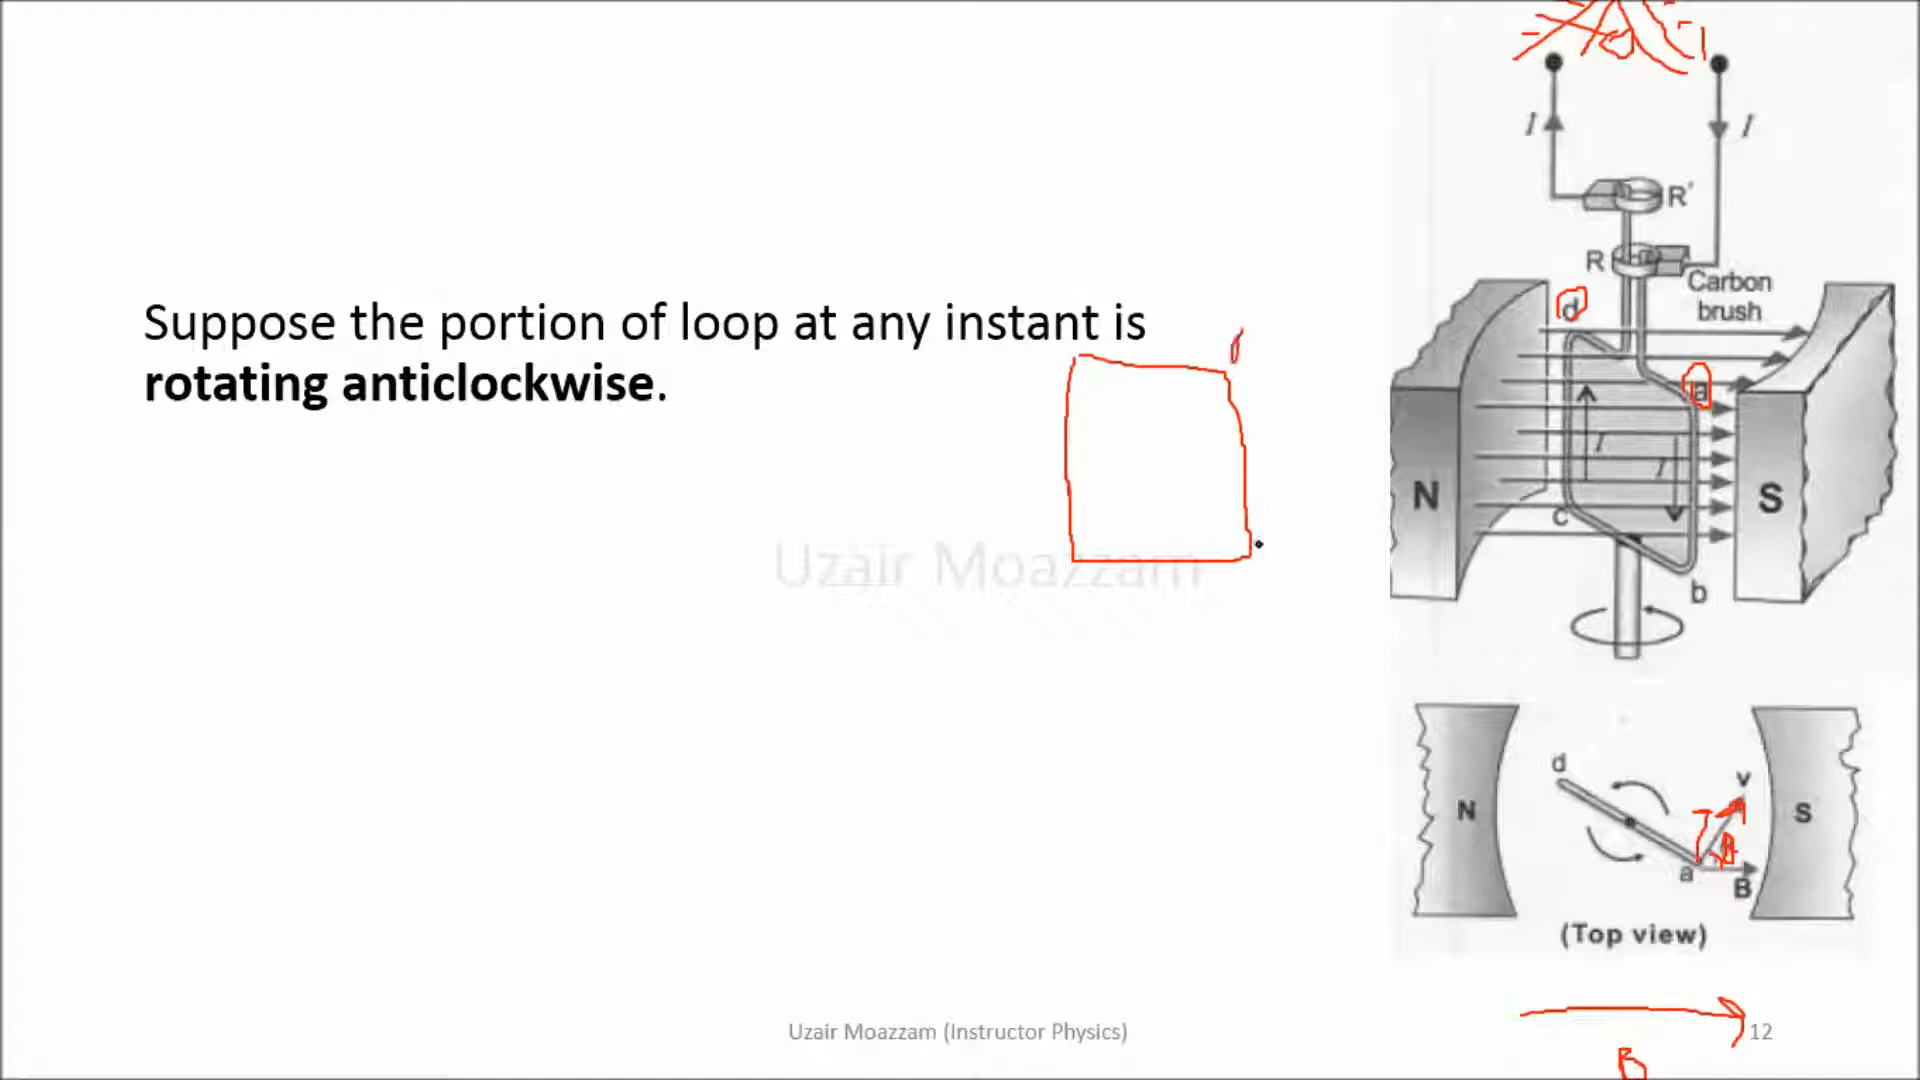 Suppose the portion of loop at any instant is
rotating anticlockwise.
Uzair Moazzam
I
I
R'
R
Carbon
brush
d
a
I
I
N
S
c
b
d
v
N
S
a
B
(Top view)
B
Uzair Moazzam (Instructor Physics)
12